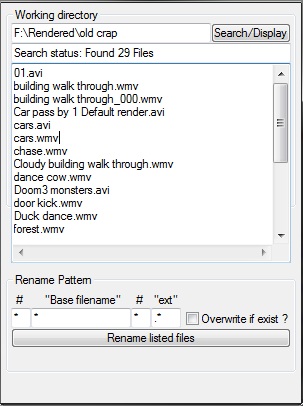 Working directory
F:\Rendered\old crap Search/Display
Search status: Found 29 Files
01.avi
building walk through.wmv
building walk through_000.wmv
Car pass by 1 Default render.avi
cars.avi
cars.wmv
chase.wmv
Cloudy building walk through.wmv
dance cow.wmv
Doom3 monsters.avi
door kick.wmv
Duck dance.wmv
forest.wmv
Rename Pattern
# "Base filename" # "ext"
* * * .* Overwrite if exist ?
Rename listed files